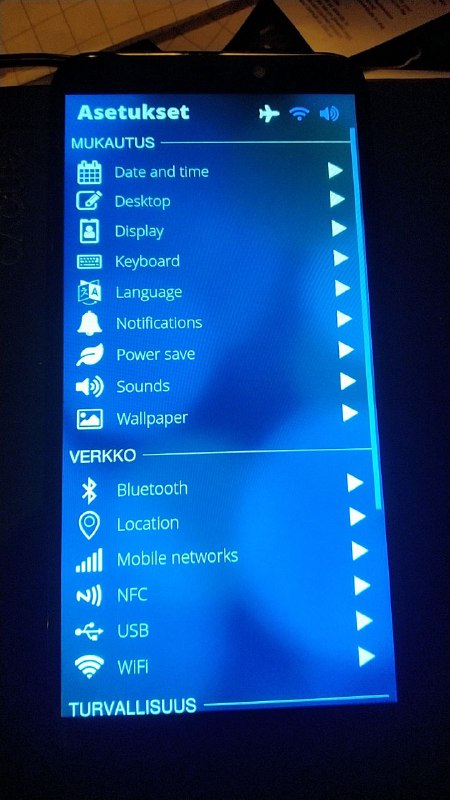 Asetukset
MUKAUTUS
Date and time
Desktop
Display
Keyboard
Language
Notifications
Power save
Sounds
Wallpaper
VERKKO
Bluetooth
Location
Mobile networks
NFC
USB
WiFi
TURVALLISUUS